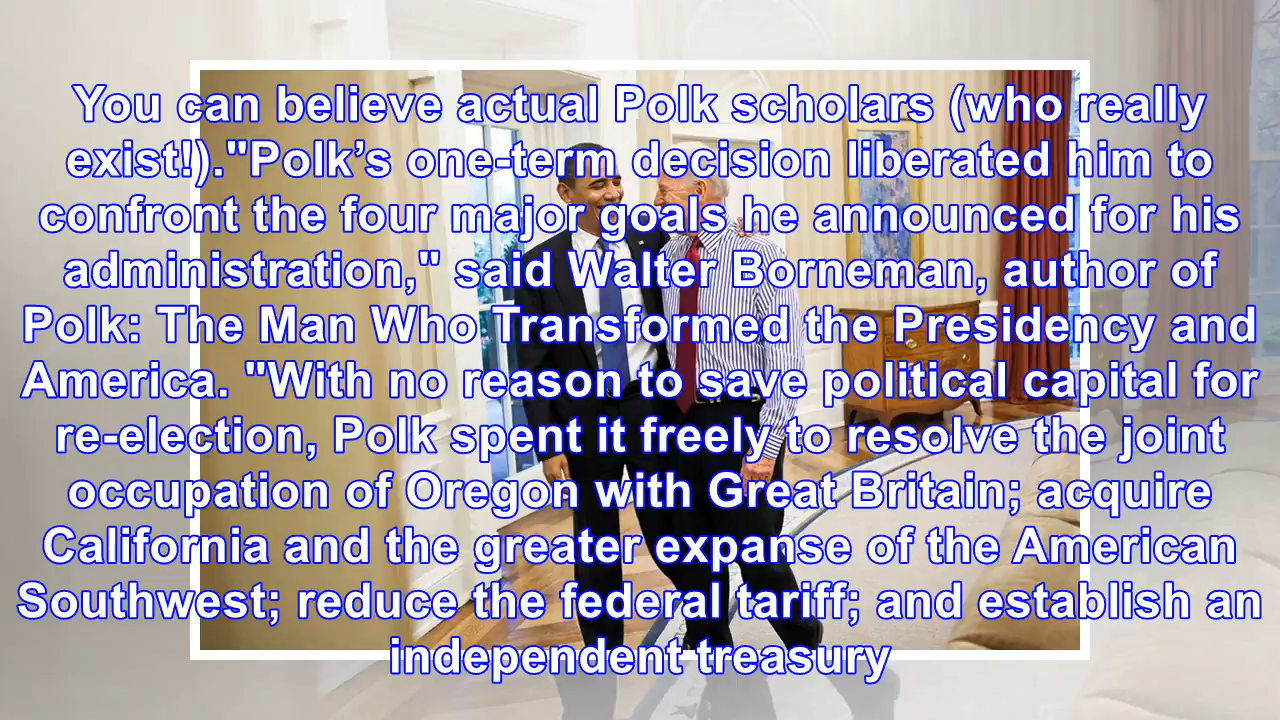 You can believe actual Polk scholars (who really
exist!)."Polk’s one-term decision liberated him to
confront the four major goals he announced for his
administration," said Walter Borneman, author of
Polk: The Man Who Transformed the Presidency and
America. "With no reason to save political capital for
re-election, Polk spent it freely to resolve the joint
occupation of Oregon with Great Britain; acquire
California and the greater expanse of the American
Southwest; reduce the federal tariff; and establish an
independent treasury